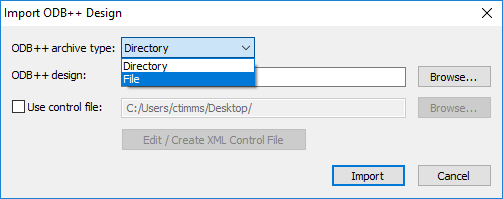 Import ODB++ Design
ODB++ archive type: Directory
Directory
File
ODB++ design: Browse...
Use control file: C:/Users/ctimms/Desktop/ Browse...
Edit / Create XML Control File
Import Cancel